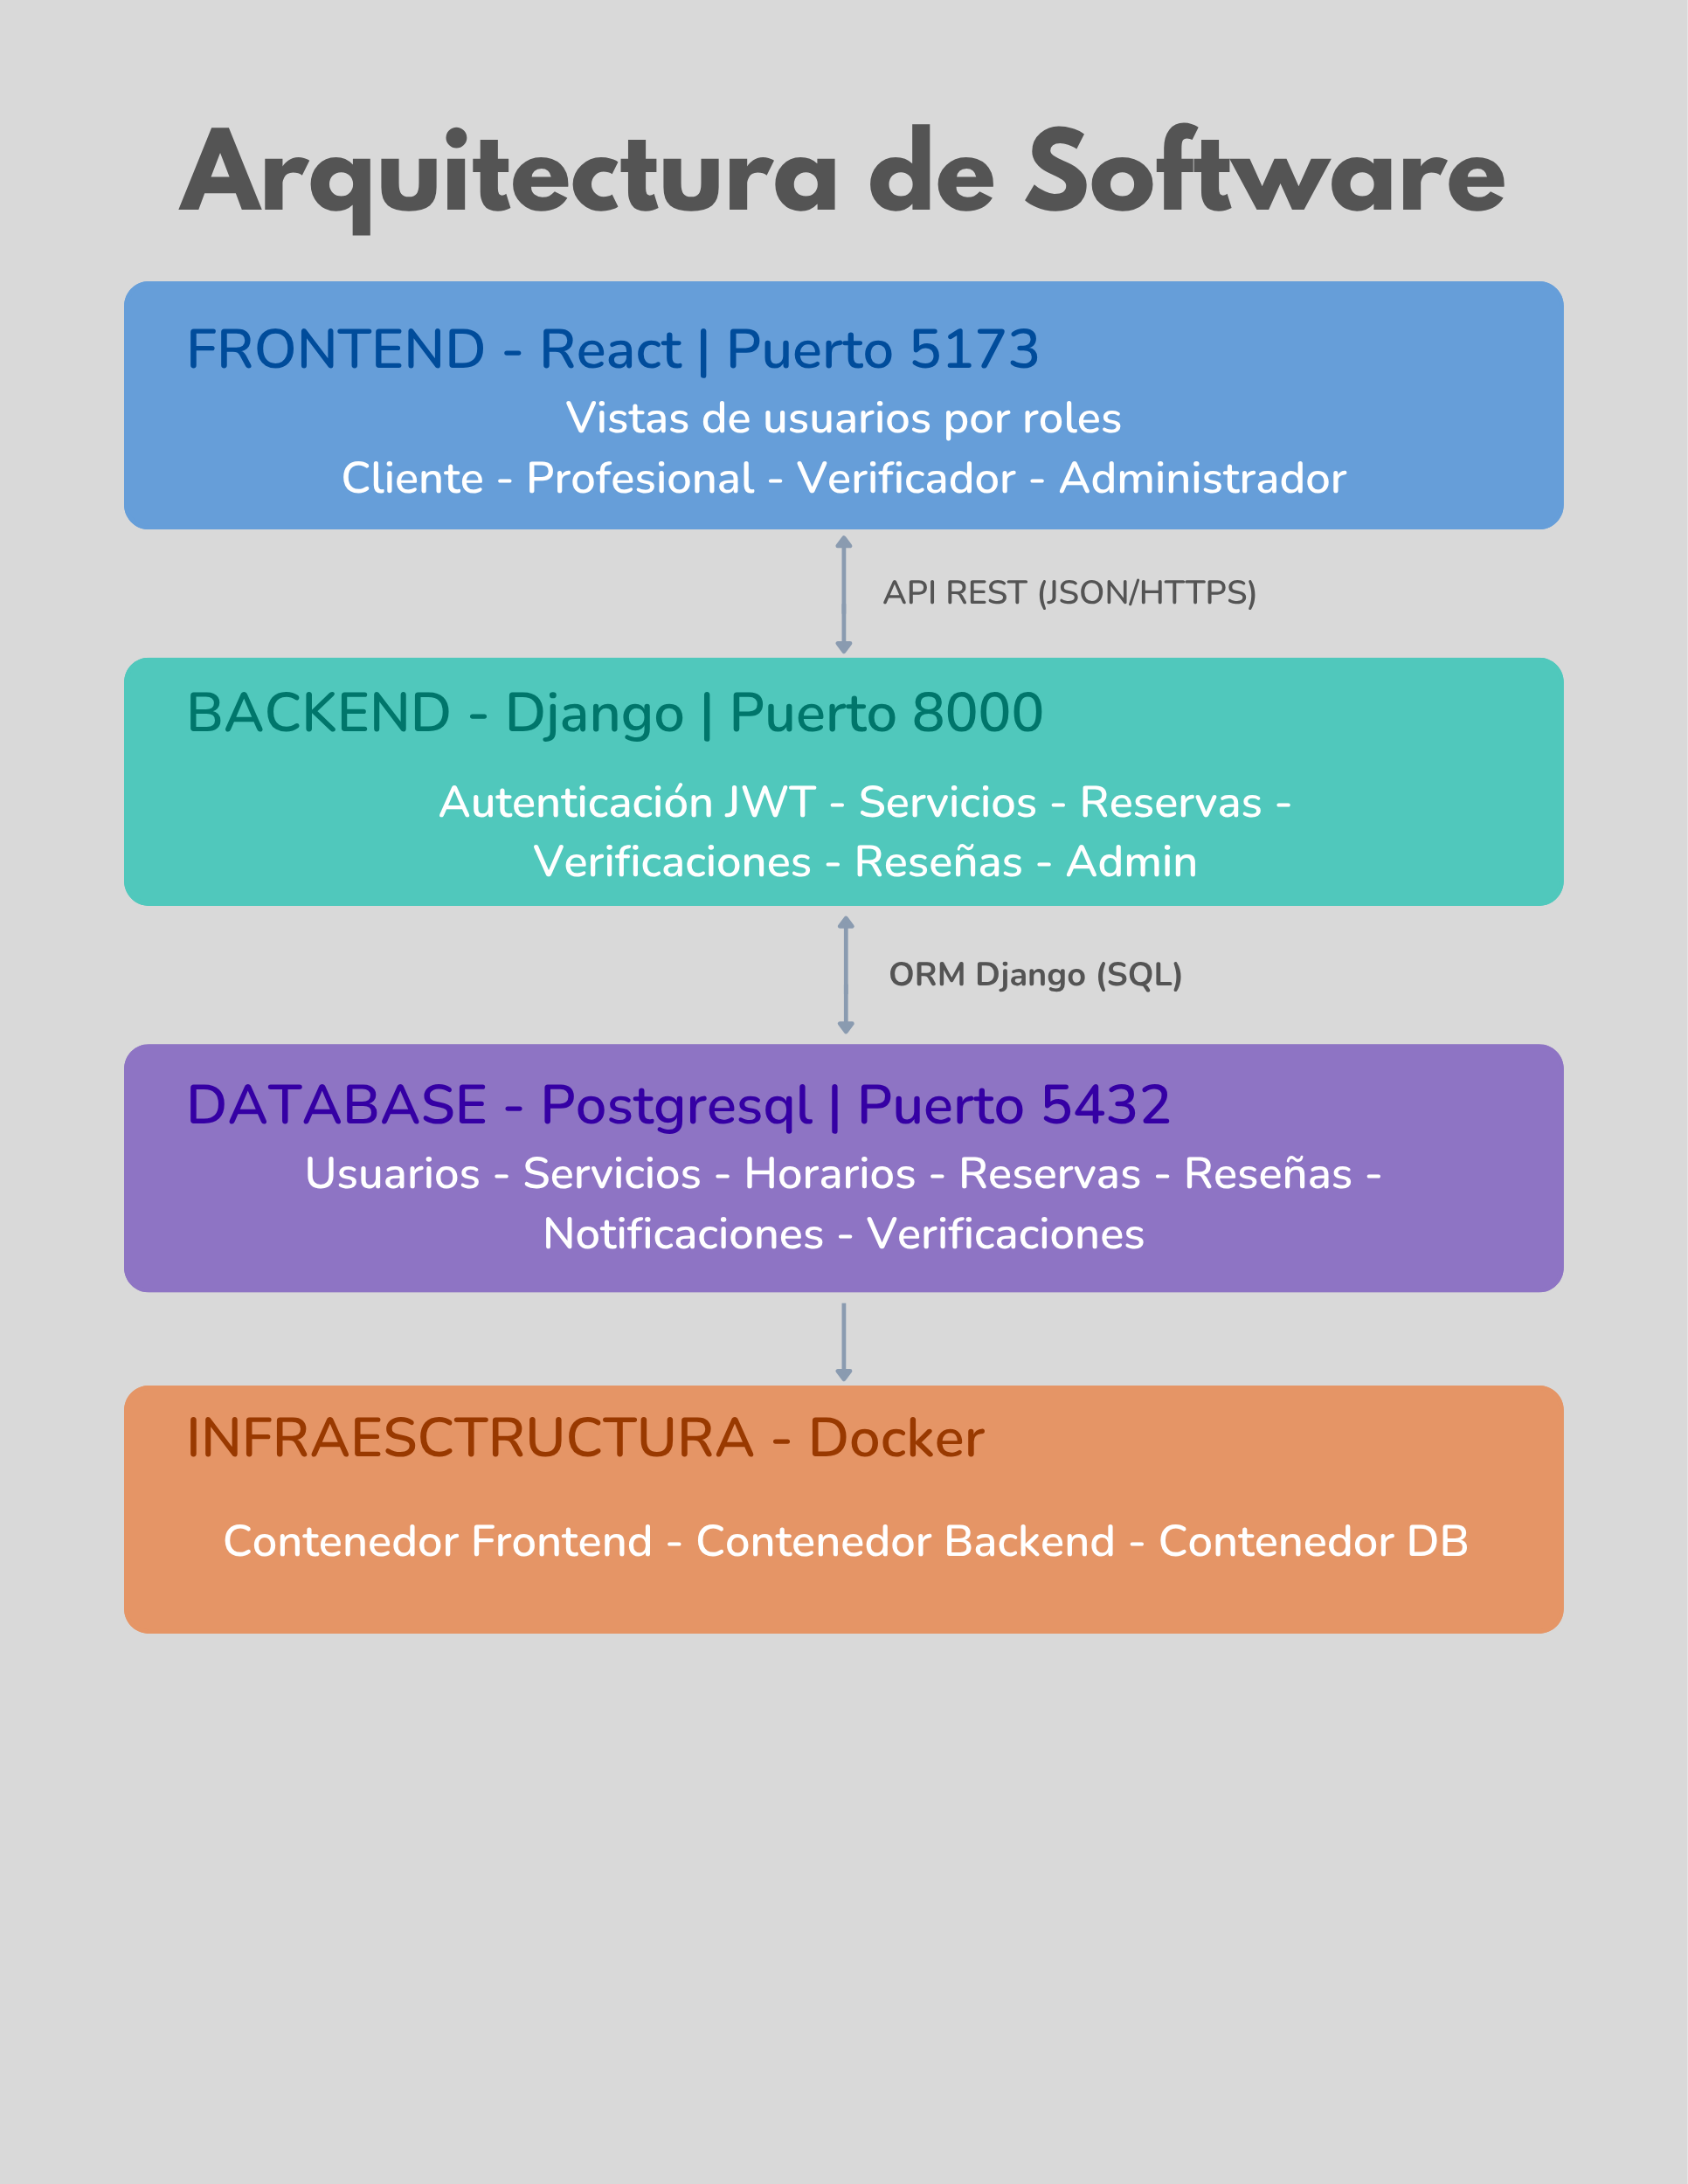 Arquitectura de Software
FRONTEND - React | Puerto 5173
Vistas de usuarios por roles
Cliente - Profesional - Verificador - Administrador
API REST (JSON/HTTPS)
BACKEND - Django | Puerto 8000
Autenticación JWT - Servicios - Reservas -
Verificaciones - Reseñas - Admin
ORM Django (SQL)
DATABASE - Postgresql | Puerto 5432
Usuarios - Servicios - Horarios - Reservas - Reseñas -
Notificaciones - Verificaciones
INFRAESCTRUCTURA - Docker
Contenedor Frontend - Contenedor Backend - Contenedor DB